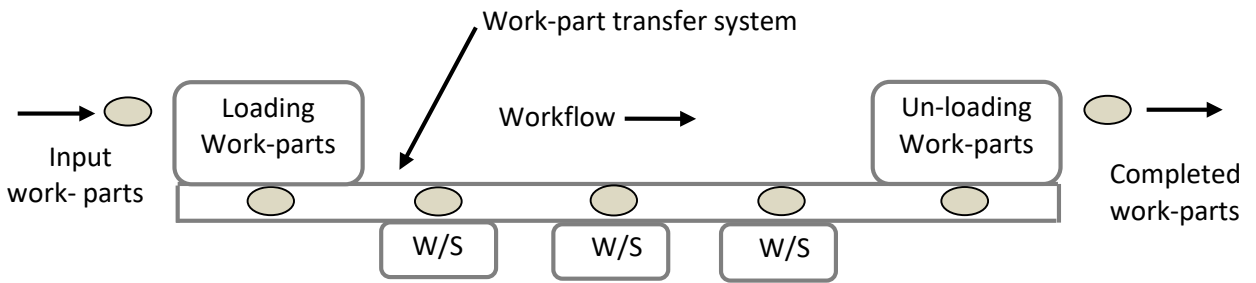 Work-part transfer system
Loading
Work-parts
Workflow
Un-loading
Work-parts
Input
work- parts
Completed
work-parts
W/S
W/S
W/S